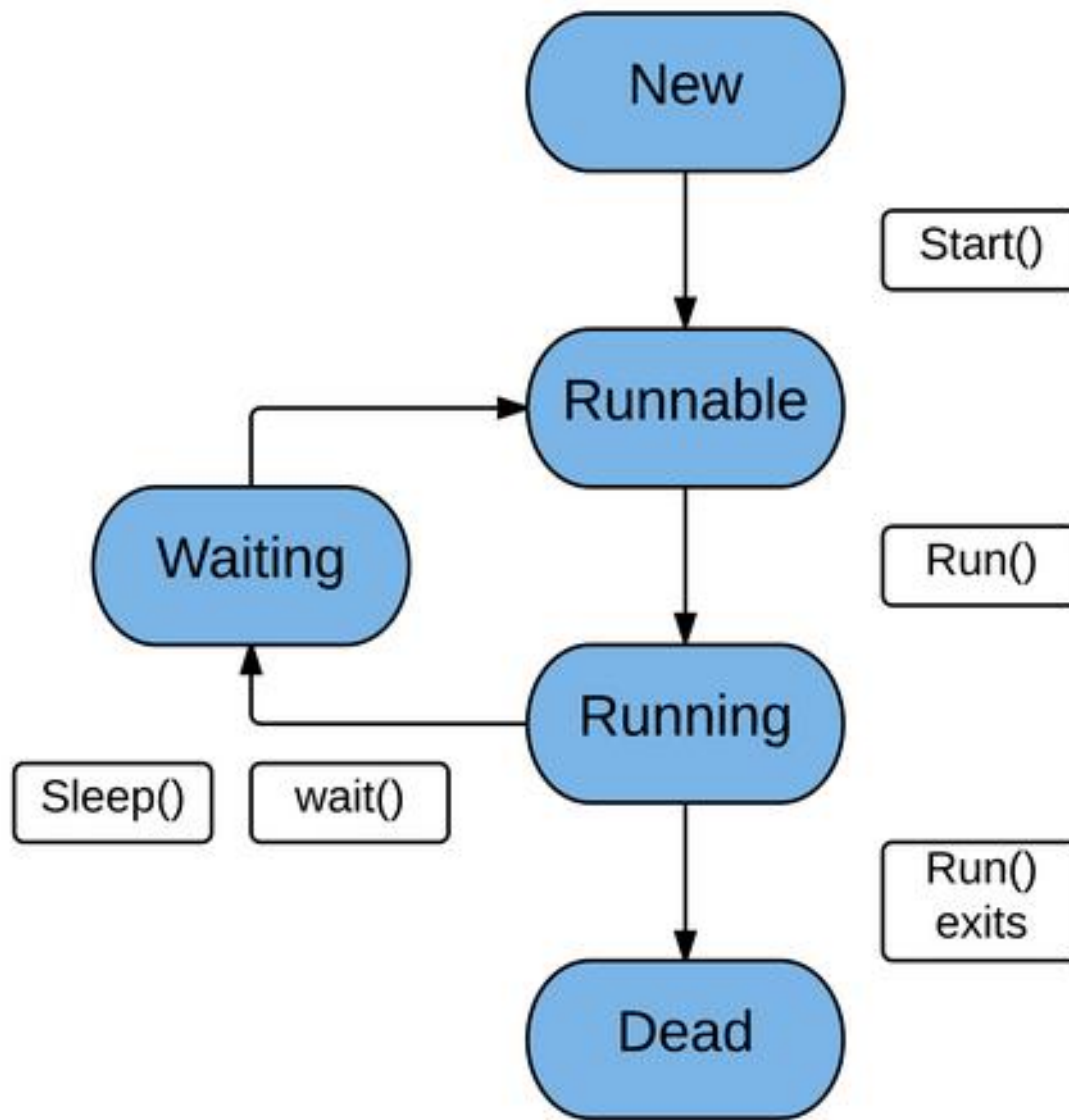 New
Start()
Runnable
Waiting
Run()
Running
Sleep()
wait()
Run()
exits
Dead